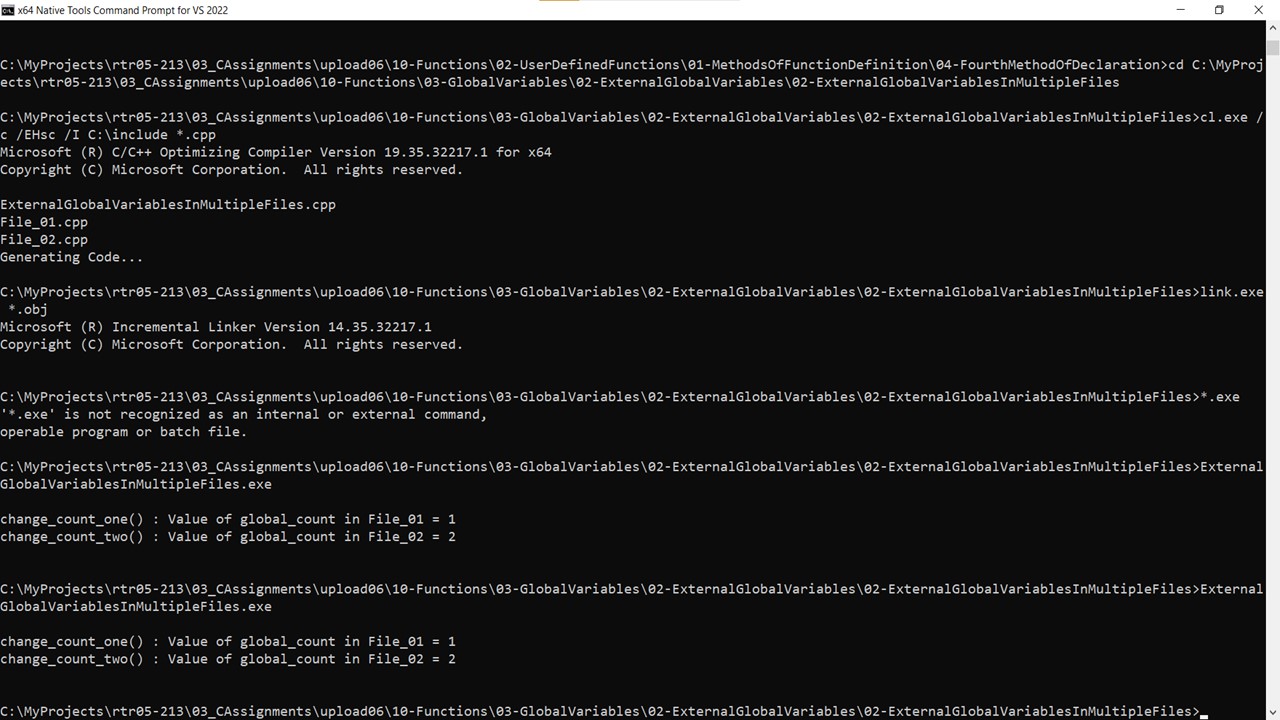 x64 Native Tools Command Prompt for VS 2022
C:\MyProjects\rtr05-213\03_CAssignments\upload06\10-Functions\02-UserDefinedFunctions\01-MethodsOfFunctionDefinition\04-FourthMethodOfDeclaration>cd C:\MyProj
ects\rtr05-213\03_CAssignments\upload06\10-Functions\03-GlobalVariables\02-ExternalGlobalVariables\02-ExternalGlobalVariablesInMultipleFiles
C:\MyProjects\rtr05-213\03_CAssignments\upload06\10-Functions\03-GlobalVariables\02-ExternalGlobalVariables\02-ExternalGlobalVariablesInMultipleFiles>cl.exe /
c /EHsc /I C:\include *.cpp
Microsoft (R) C/C++ Optimizing Compiler Version 19.35.32217.1 for x64
Copyright (C) Microsoft Corporation.  All rights reserved.
ExternalGlobalVariablesInMultipleFiles.cpp
File_01.cpp
File_02.cpp
Generating Code...
C:\MyProjects\rtr05-213\03_CAssignments\upload06\10-Functions\03-GlobalVariables\02-ExternalGlobalVariables\02-ExternalGlobalVariablesInMultipleFiles>link.exe
 *.obj
Microsoft (R) Incremental Linker Version 14.35.32217.1
Copyright (C) Microsoft Corporation.  All rights reserved.
C:\MyProjects\rtr05-213\03_CAssignments\upload06\10-Functions\03-GlobalVariables\02-ExternalGlobalVariables\02-ExternalGlobalVariablesInMultipleFiles>*.exe
'*.exe' is not recognized as an internal or external command,
operable program or batch file.
C:\MyProjects\rtr05-213\03_CAssignments\upload06\10-Functions\03-GlobalVariables\02-ExternalGlobalVariables\02-ExternalGlobalVariablesInMultipleFiles>External
GlobalVariablesInMultipleFiles.exe
change_count_one() : Value of global_count in File_01 = 1
change_count_two() : Value of global_count in File_02 = 2
C:\MyProjects\rtr05-213\03_CAssignments\upload06\10-Functions\03-GlobalVariables\02-ExternalGlobalVariables\02-ExternalGlobalVariablesInMultipleFiles>External
GlobalVariablesInMultipleFiles.exe
change_count_one() : Value of global_count in File_01 = 1
change_count_two() : Value of global_count in File_02 = 2
C:\MyProjects\rtr05-213\03_CAssignments\upload06\10-Functions\03-GlobalVariables\02-ExternalGlobalVariables\02-ExternalGlobalVariablesInMultipleFiles>